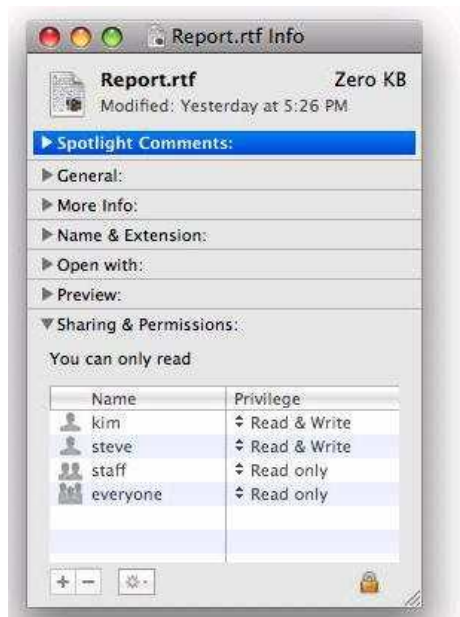 Report.rtf Info
Report.rtf Zero KB
Modified: Yesterday at 5:26 PM
Spotlight Comments:
General:
More Info:
Name & Extension:
Open with:
Preview:
Sharing & Permissions:
You can only read
Name Privilege
kim Read & Write
steve Read & Write
staff Read only
everyone Read only